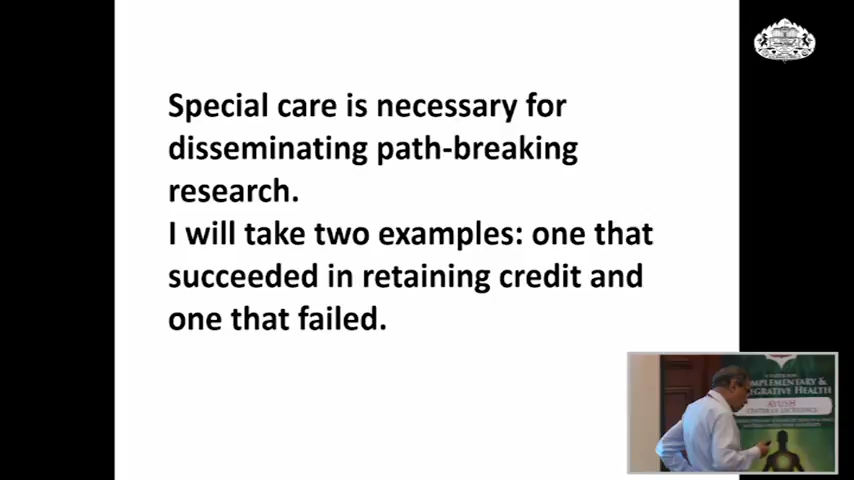 Special care is necessary for
disseminating path-breaking
research.
I will take two examples: one that
succeeded in retaining credit and
one that failed.
AYUSH